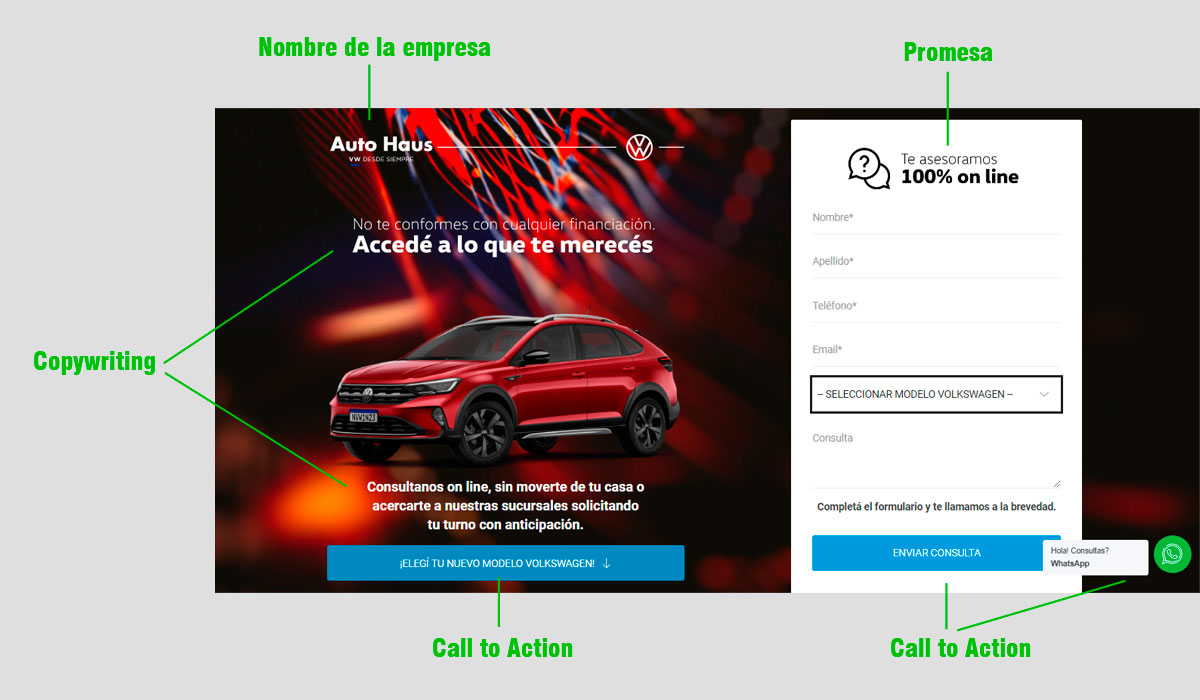 Nombre de la empresa
Promesa
Auto Haus
VW DESDE SIEMPRE
No te conformes con cualquier financiación.
Accedé a lo que te merecés
Copywriting
NVW1N23
Consultanos on line, sin moverte de tu casa o
acercarte a nuestras sucursales solicitando
tu turno con anticipación.
¡ELEGÍ TU NUEVO MODELO VOLKSWAGEN! ↓
Call to Action
Te asesoramos
100% on line
Nombre*
Apellido*
Teléfono*
Email*
-- SELECCIONAR MODELO VOLKSWAGEN --
Consulta
Completá el formulario y te llamamos a la brevedad.
ENVIAR CONSULTA
Hola! Consultas?
WhatsApp
Call to Action